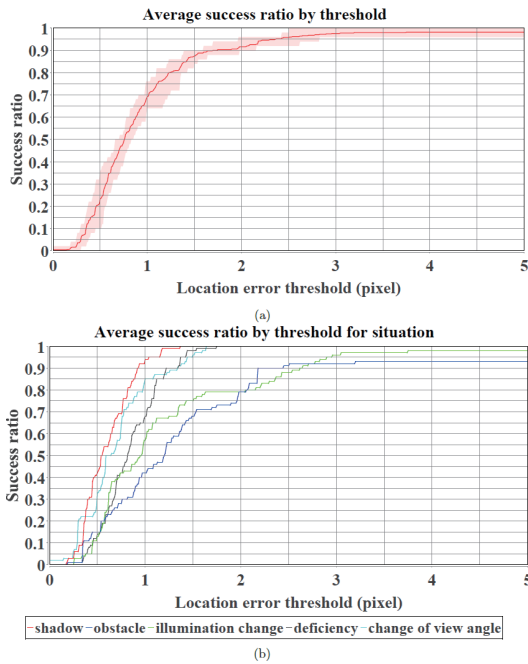 Average success ratio by threshold
1
0.9
0.8
0.7
0.6
0.5
0.4
0.3
0.2
0.1
0
Success ratio
0 1 2 3 4 5
Location error threshold (pixel)
(a)
Average success ratio by threshold for situation
1
0.9
0.8
0.7
0.6
0.5
0.4
0.3
0.2
0.1
0
Success ratio
0 1 2 3 4 5
Location error threshold (pixel)
shadow obstacle illumination change deficiency change of view angle
(b)